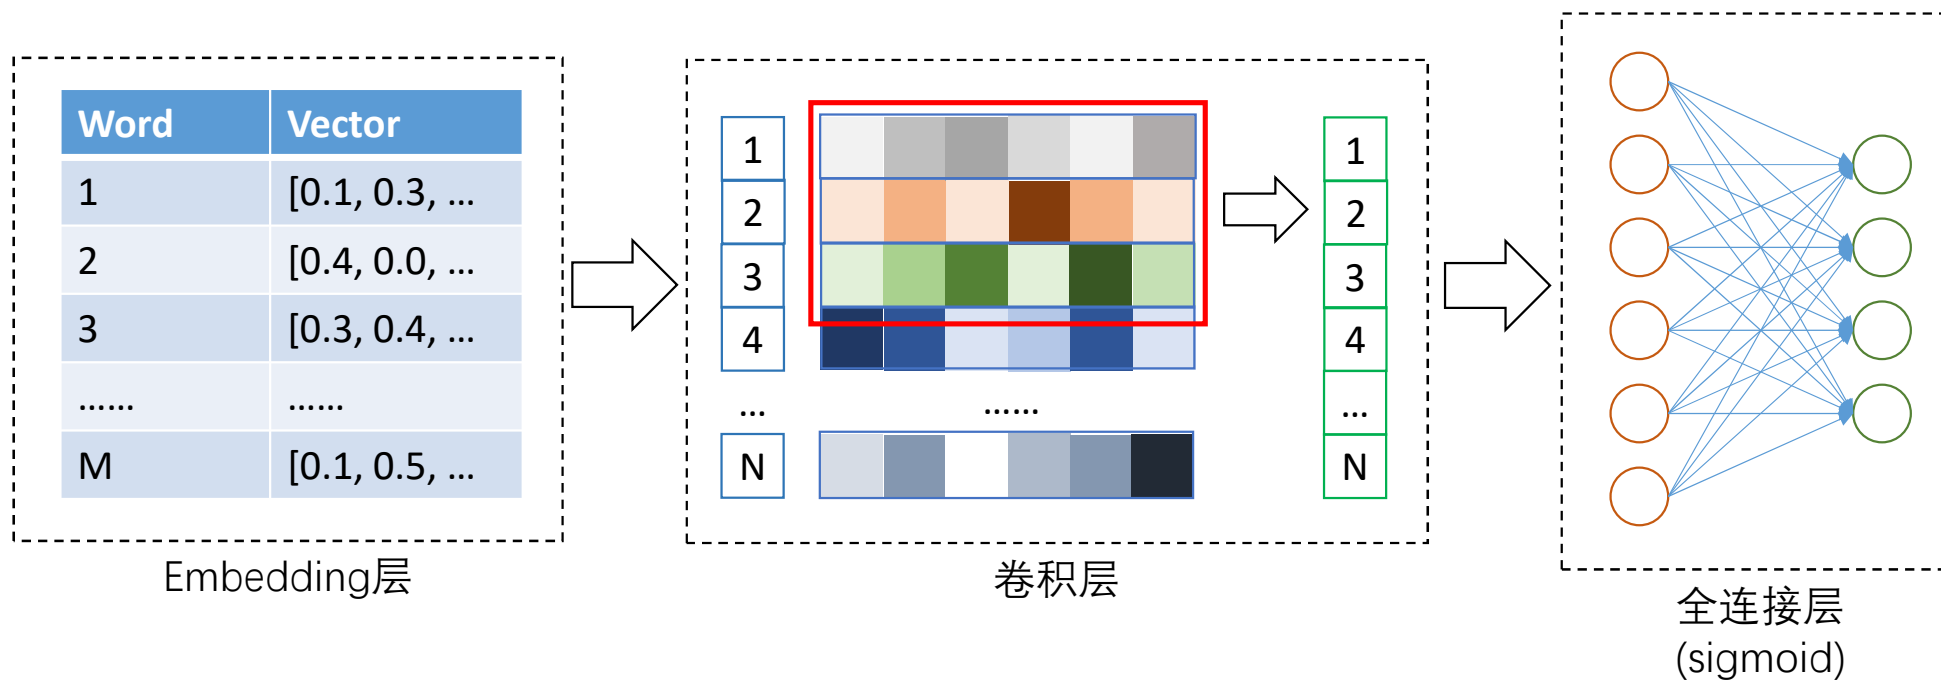 Word Vector
1 [0.1, 0.3, ...
2 [0.4, 0.0, ...
3 [0.3, 0.4, ...
...... ......
M [0.1, 0.5, ...
Embedding层
1
2
3
4
...
N
......
1
2
3
4
...
N
卷积层
全连接层
(sigmoid)